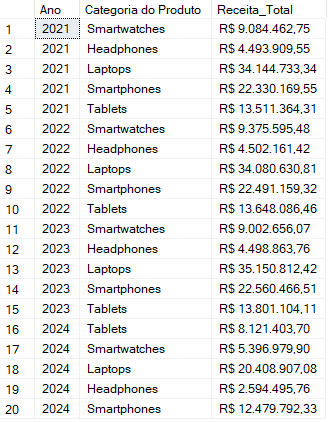 Ano Categoria do Produto Receita_Total
1 2021 Smartwatches R$ 9.084.462,75
2 2021 Headphones R$ 4.493.909,55
3 2021 Laptops R$ 34.144.733,34
4 2021 Smartphones R$ 22.330.169,55
5 2021 Tablets R$ 13.511.364,31
6 2022 Smartwatches R$ 9.375.595,48
7 2022 Headphones R$ 4.502.161,42
8 2022 Laptops R$ 34.080.630,81
9 2022 Smartphones R$ 22.491.159,32
10 2022 Tablets R$ 13.648.086,46
11 2023 Smartwatches R$ 9.002.656,07
12 2023 Headphones R$ 4.498.863,76
13 2023 Laptops R$ 35.150.812,42
14 2023 Smartphones R$ 22.560.466,51
15 2023 Tablets R$ 13.801.104,11
16 2024 Tablets R$ 8.121.403,70
17 2024 Smartwatches R$ 5.396.979,90
18 2024 Laptops R$ 20.408.907,08
19 2024 Headphones R$ 2.594.495,76
20 2024 Smartphones R$ 12.479.792,33